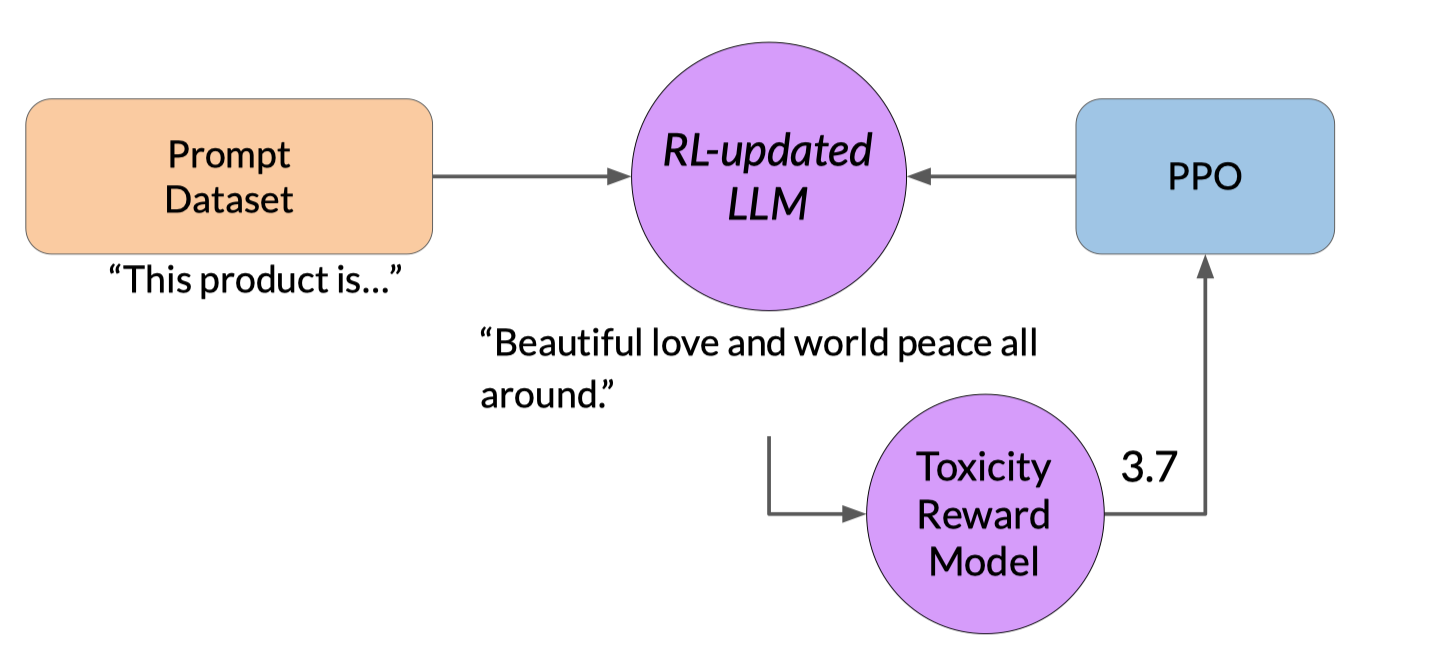 Prompt
Dataset
“This product is...”
RL-updated
LLM
PPO
“Beautiful love and world peace all
around.”
Toxicity
Reward
Model
3.7